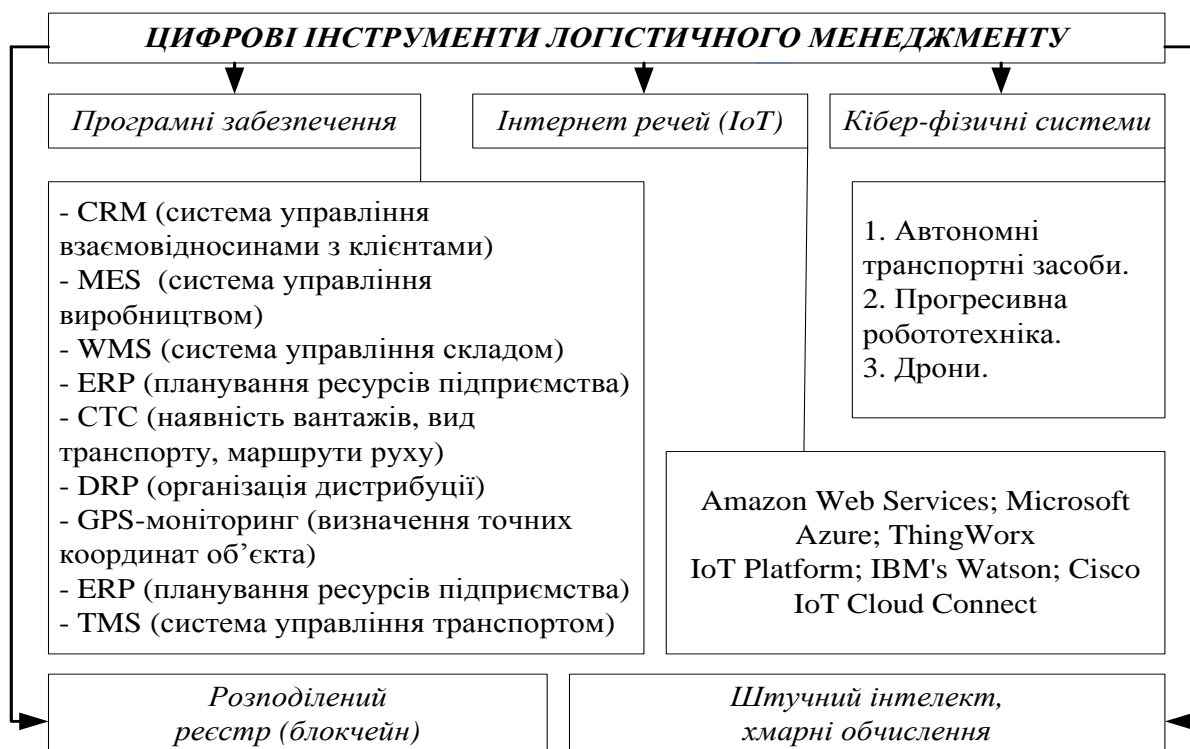 ЦИФРОВІ ІНСТРУМЕНТИ ЛОГІСТИЧНОГО МЕНЕДЖМЕНТУ
Програмні забезпечення
Інтернет речей (IoT)
Кібер-фізичні системи
- CRM (система управління
взаємовідносинами з клієнтами)
- MES (система управління
виробництвом)
- WMS (система управління складом)
- ERP (планування ресурсів підприємства)
- СТС (наявність вантажів, вид
транспорту, маршрути руху)
- DRP (організація дистрибуції)
- GPS-моніторинг (визначення точних
координат об’єкта)
- ERP (планування ресурсів підприємства)
- TMS (система управління транспортом)
1. Автономні
транспортні засоби.
2. Прогресивна
робототехніка.
3. Дрони.
Amazon Web Services; Microsoft
Azure; ThingWorx
IoT Platform; IBM's Watson; Cisco
IoT Cloud Connect
Розподілений
реєстр (блокчейн)
Штучний інтелект,
хмарні обчислення